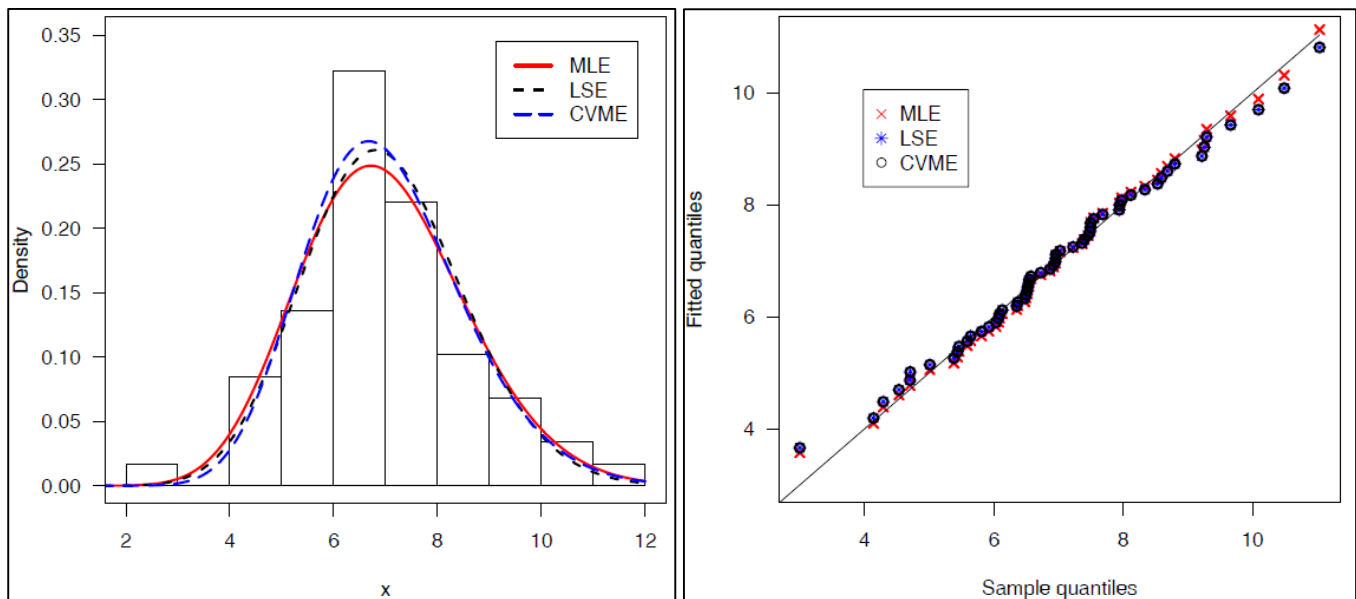 0.35
0.30
0.25
0.20
0.15
0.10
0.05
0.00
Density
MLE
LSE
CVME
2 4 6 8 10 12
x
10
8
6
4
Fitted quantiles
MLE
LSE
CVME
4 6 8 10
Sample quantiles